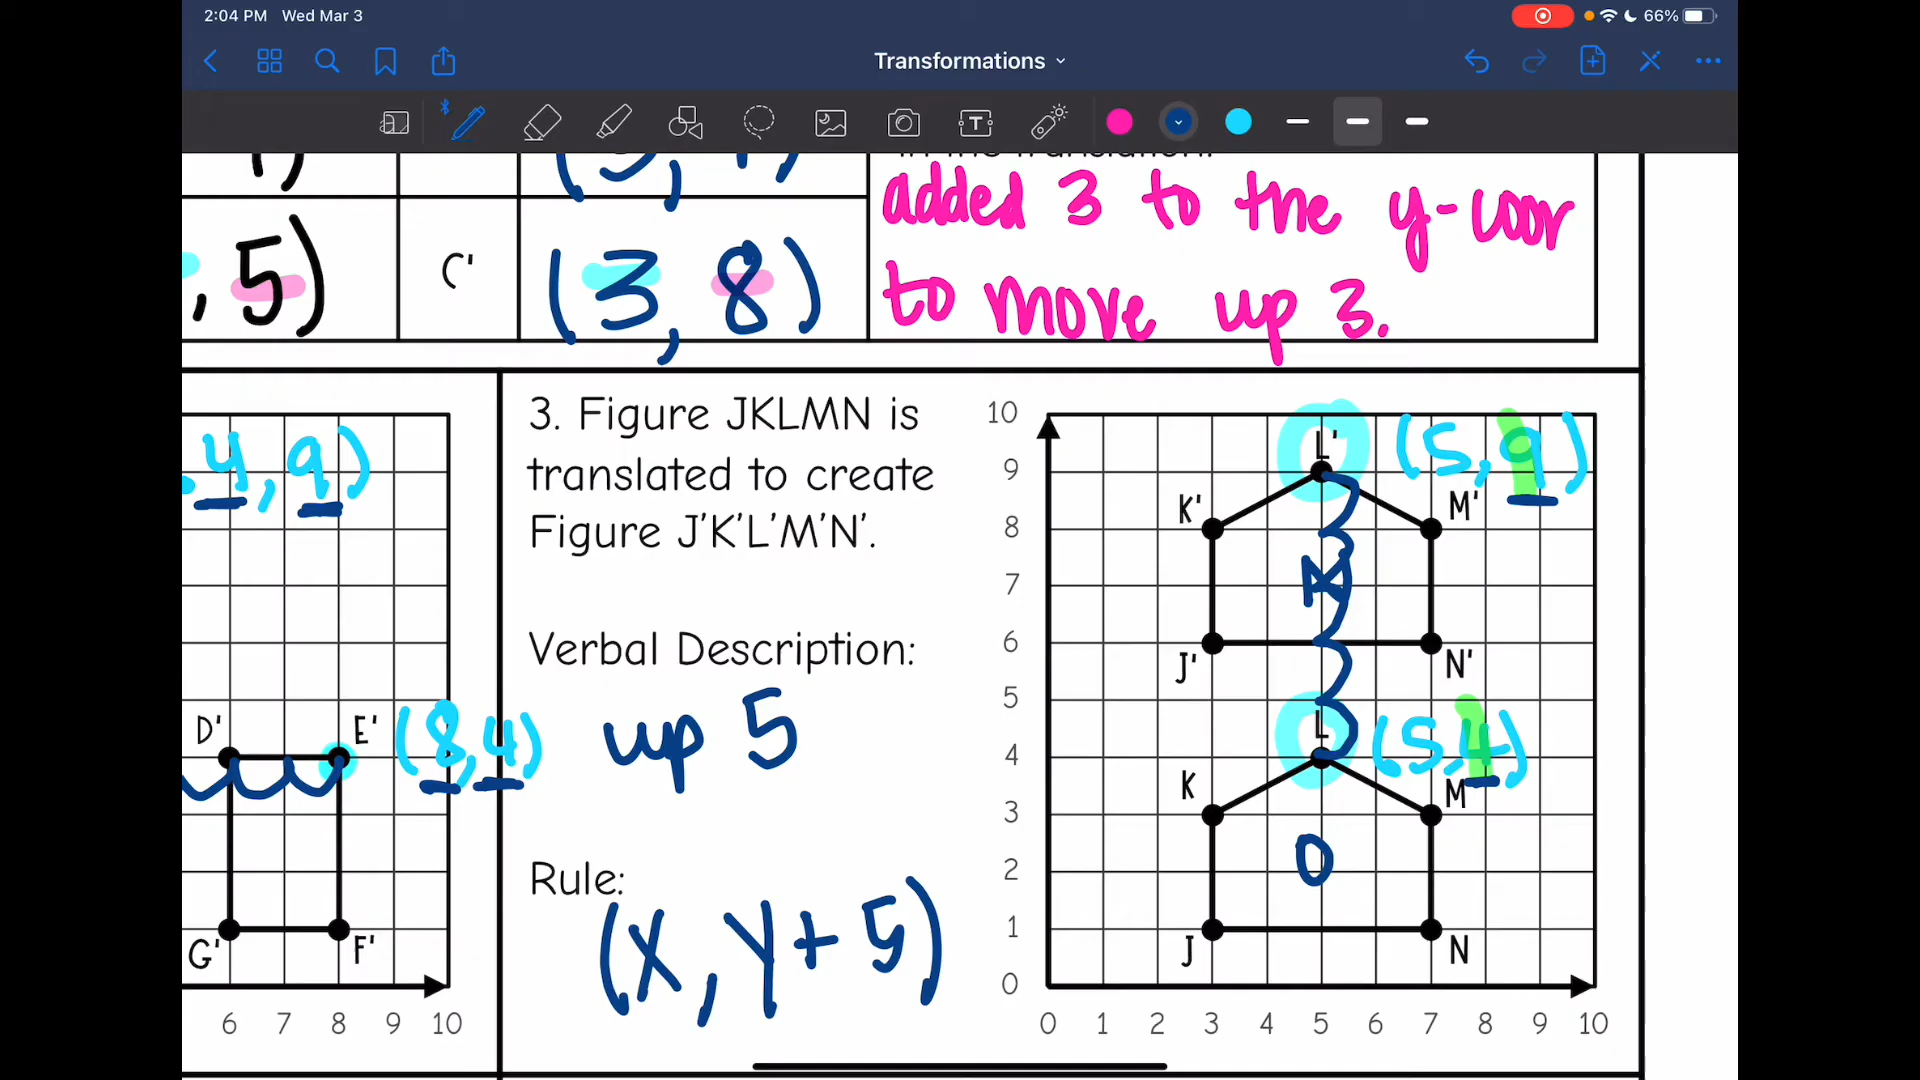 2:04 PM Wed Mar 3
66%
Transformations
T
in the translation.
added 3 to the y-coor
to move up 3.
, 5)
C'
(3, 8)
4, 9)
D'
E'
(8, 4)
G'
F'
6 7 8 9 10
3. Figure JKLMN is
translated to create
Figure J'K'L'M'N'.
Verbal Description:
up 5
Rule:
(X, Y+5)
10
9
8
7
6
5
4
3
2
1
0
0 1 2 3 4 5 6 7 8 9 10
L'
(5, 9)
K'
M'
J'
N'
L
(5, 4)
K
M
O
J
N